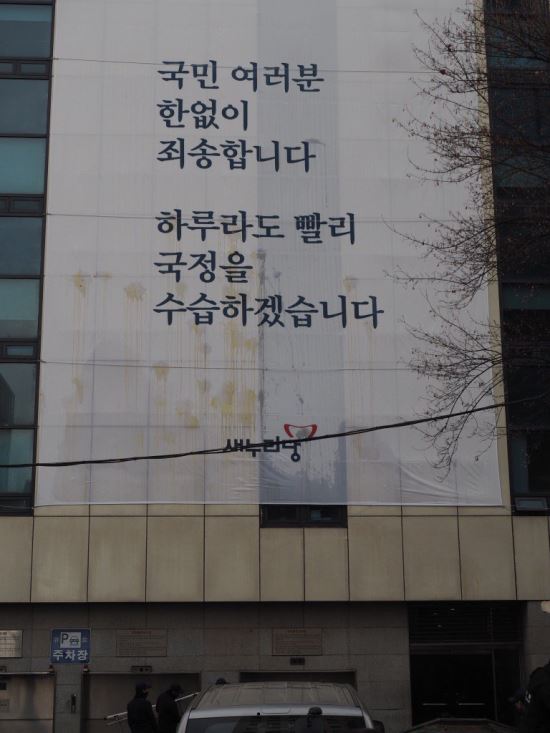 국민 여러분
한없이
죄송합니다
하루라도 빨리
국정을
수습하겠습니다
새누리당
P
주차장